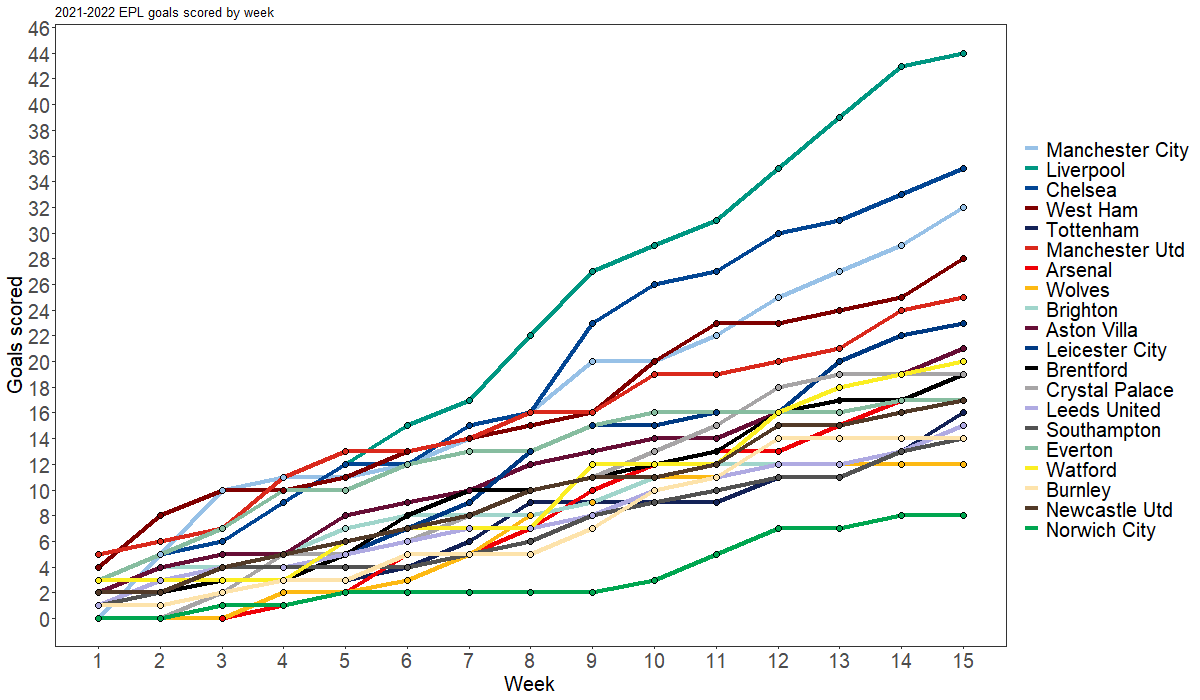 2021-2022 EPL goals scored by week
Goals scored
46
44
42
40
38
36
34
32
30
28
26
24
22
20
18
16
14
12
10
8
6
4
2
0
1 2 3 4 5 6 7 8 9 10 11 12 13 14 15
Week
Manchester City
Liverpool
Chelsea
West Ham
Tottenham
Manchester Utd
Arsenal
Wolves
Brighton
Aston Villa
Leicester City
Brentford
Crystal Palace
Leeds United
Southampton
Everton
Watford
Burnley
Newcastle Utd
Norwich City